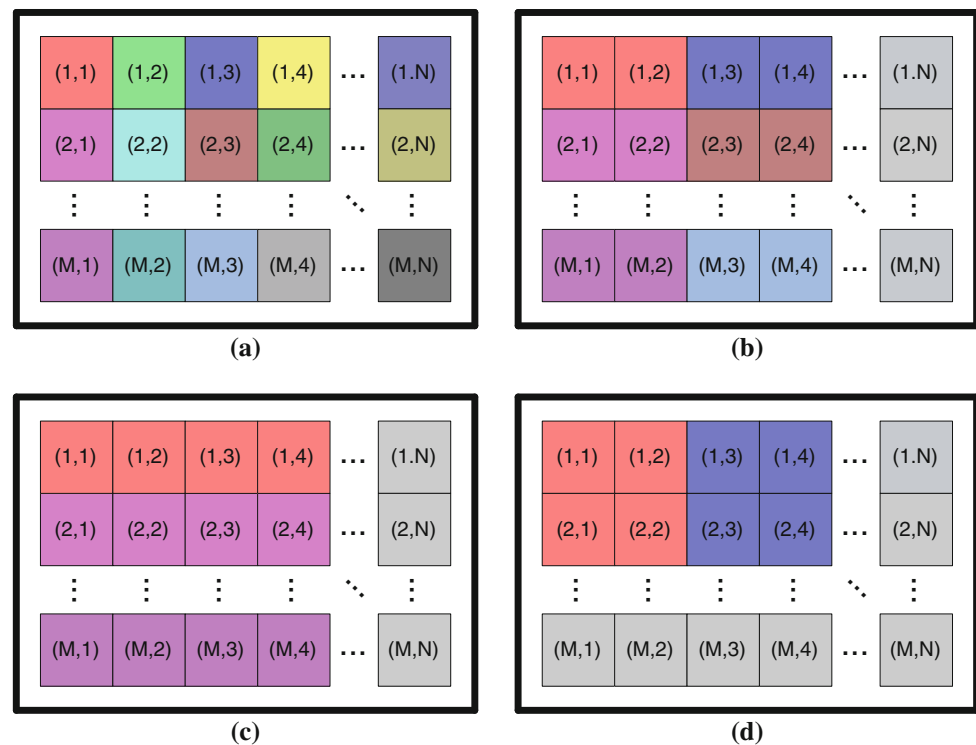 (1,1) (1,2) (1,3) (1,4) ... (1.N)
(2,1) (2,2) (2,3) (2,4) ... (2,N)
(M,1) (M,2) (M,3) (M,4) ... (M,N)
(a)
(1,1) (1,2) (1,3) (1,4) ... (1.N)
(2,1) (2,2) (2,3) (2,4) ... (2,N)
(M,1) (M,2) (M,3) (M,4) ... (M,N)
(b)
(1,1) (1,2) (1,3) (1,4) ... (1.N)
(2,1) (2,2) (2,3) (2,4) ... (2,N)
(M,1) (M,2) (M,3) (M,4) ... (M,N)
(c)
(1,1) (1,2) (1,3) (1,4) ... (1.N)
(2,1) (2,2) (2,3) (2,4) ... (2,N)
(M,1) (M,2) (M,3) (M,4) ... (M,N)
(d)